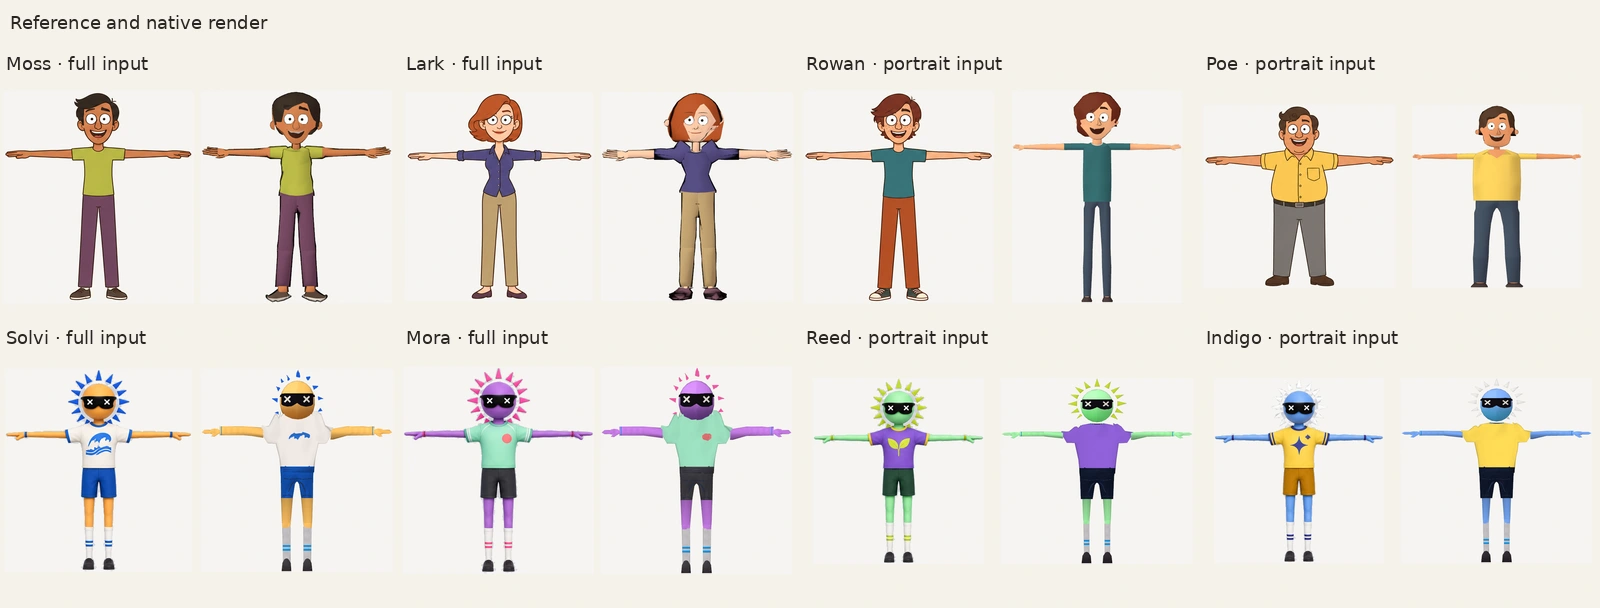 Reference and native render
Moss · full input
Lark · full input
Rowan · portrait input
Poe · portrait input
Solvi · full input
Mora · full input
Reed · portrait input
Indigo · portrait input